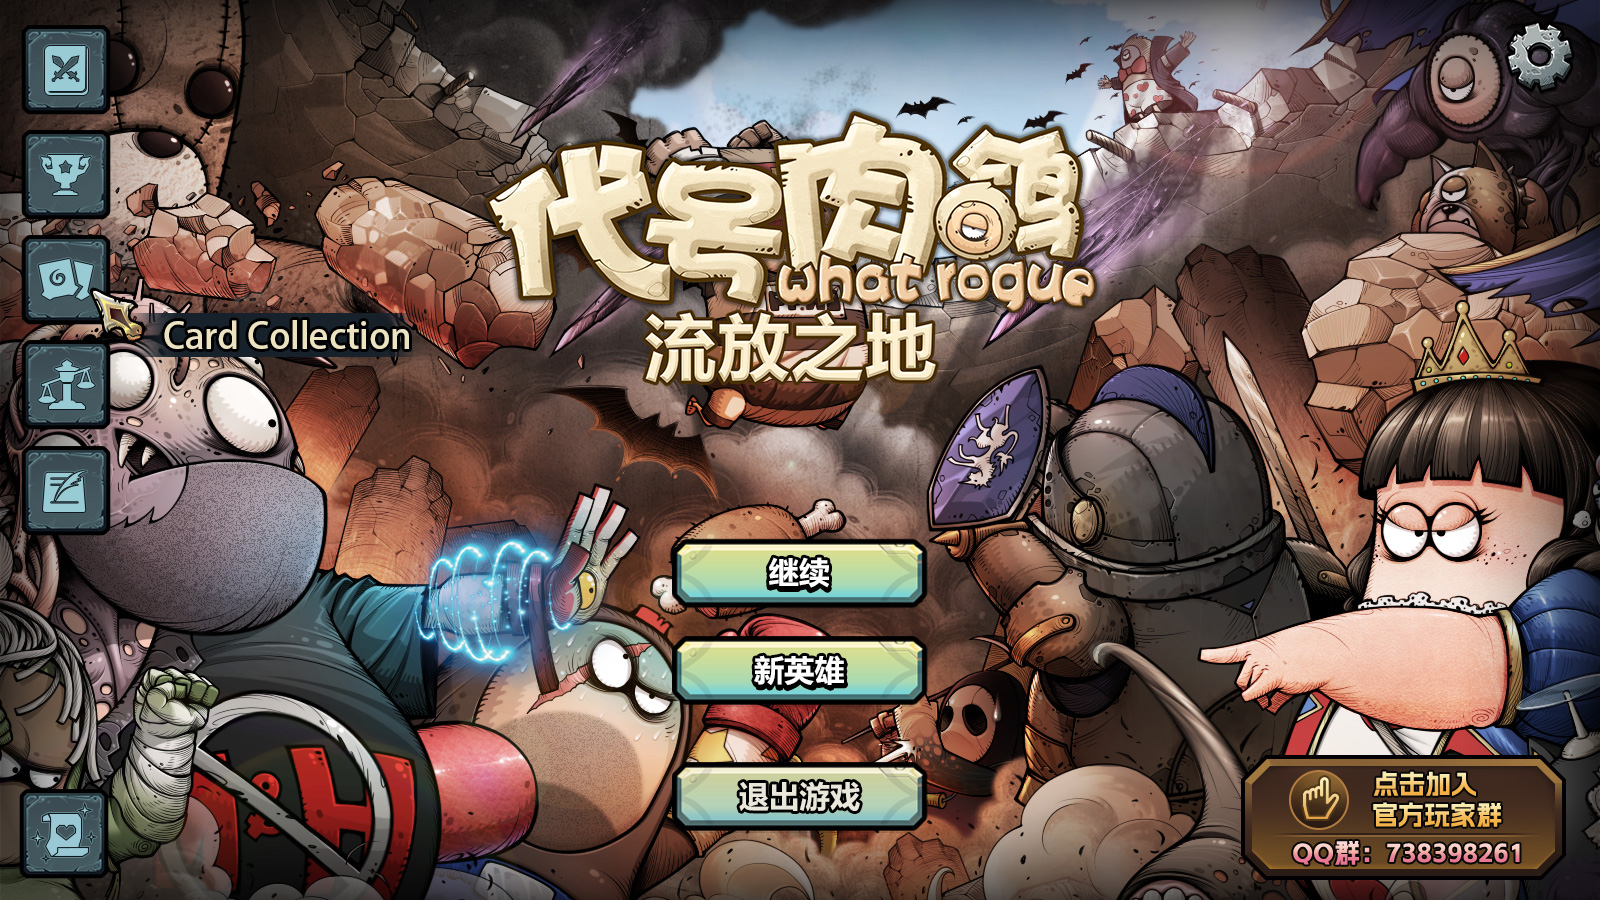 代号肉鸽
what rogue
流放之地
Card Collection
继续
新英雄
退出游戏
点击加入
官方玩家群
QQ群：738398261